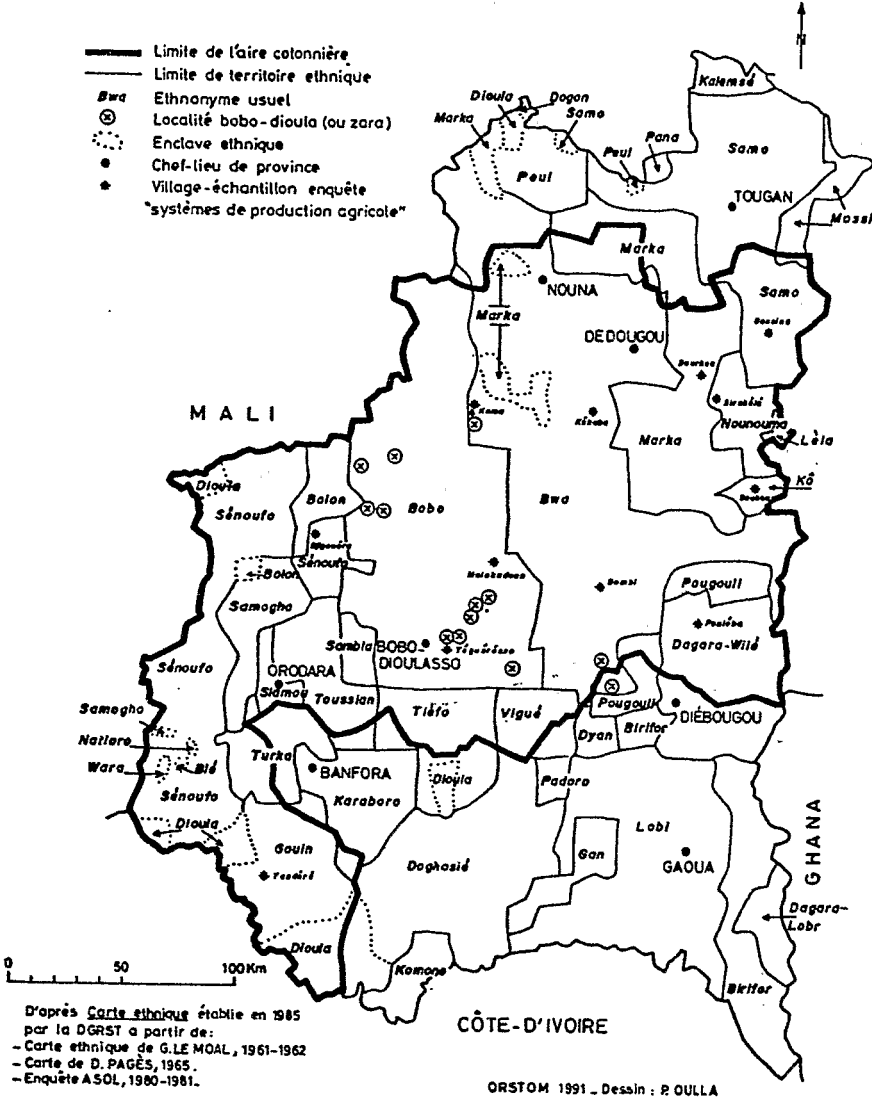 N
Limite de l'aire cotonnière
Limite de territoire ethnique
Bwa Ethnonyme usuel
Localité bobo-dioula (ou zara)
Enclave ethnique
Chef-lieu de province
Village-échantillon enquête
"systèmes de production agricole"
Kalemsé
Dioula
Dogon
Marka
Samo
Peul
Pana
Samo
Peul
TOUGAN
Mossi
Marka
NOUNA
Samo
Marka
DEDOUGOU
MALI
Kéboba
Marka
Nounouma
Lèla
Kô
Dioula
Sénoufo
Bolon
Bobo
Bwa
Sénoufo
Bolon
Samogho
Pougouli
Dagara-Wilé
Sambla
BOBO-
DIOULASSO
Sénoufo
ORODARA
Siamou
Toussian
Tiéfo
Vigué
Pougouli
DIÉBOUGOU
Dyan
Birifor
Samogho
Natioro
Wara
Blé
Sénoufo
Turka
BANFORA
Karaboro
Dioula
Padoro
Dioula
Gouin
Doghosié
Gan
Lobi
GAOUA
GHANA
Dagara-
Lobr
Dioula
Komono
Birifor
0 50 100 Km
CÔTE-D'IVOIRE
D'après Carte ethnique établie en 1985
par la DGRST a partir de:
- Carte ethnique de G.LE MOAL, 1961-1962
- Carte de D. PAGÈS, 1965.
- Enquête ASOL, 1980-1981.
ORSTOM 1991 _ Dessin : P. OULLA